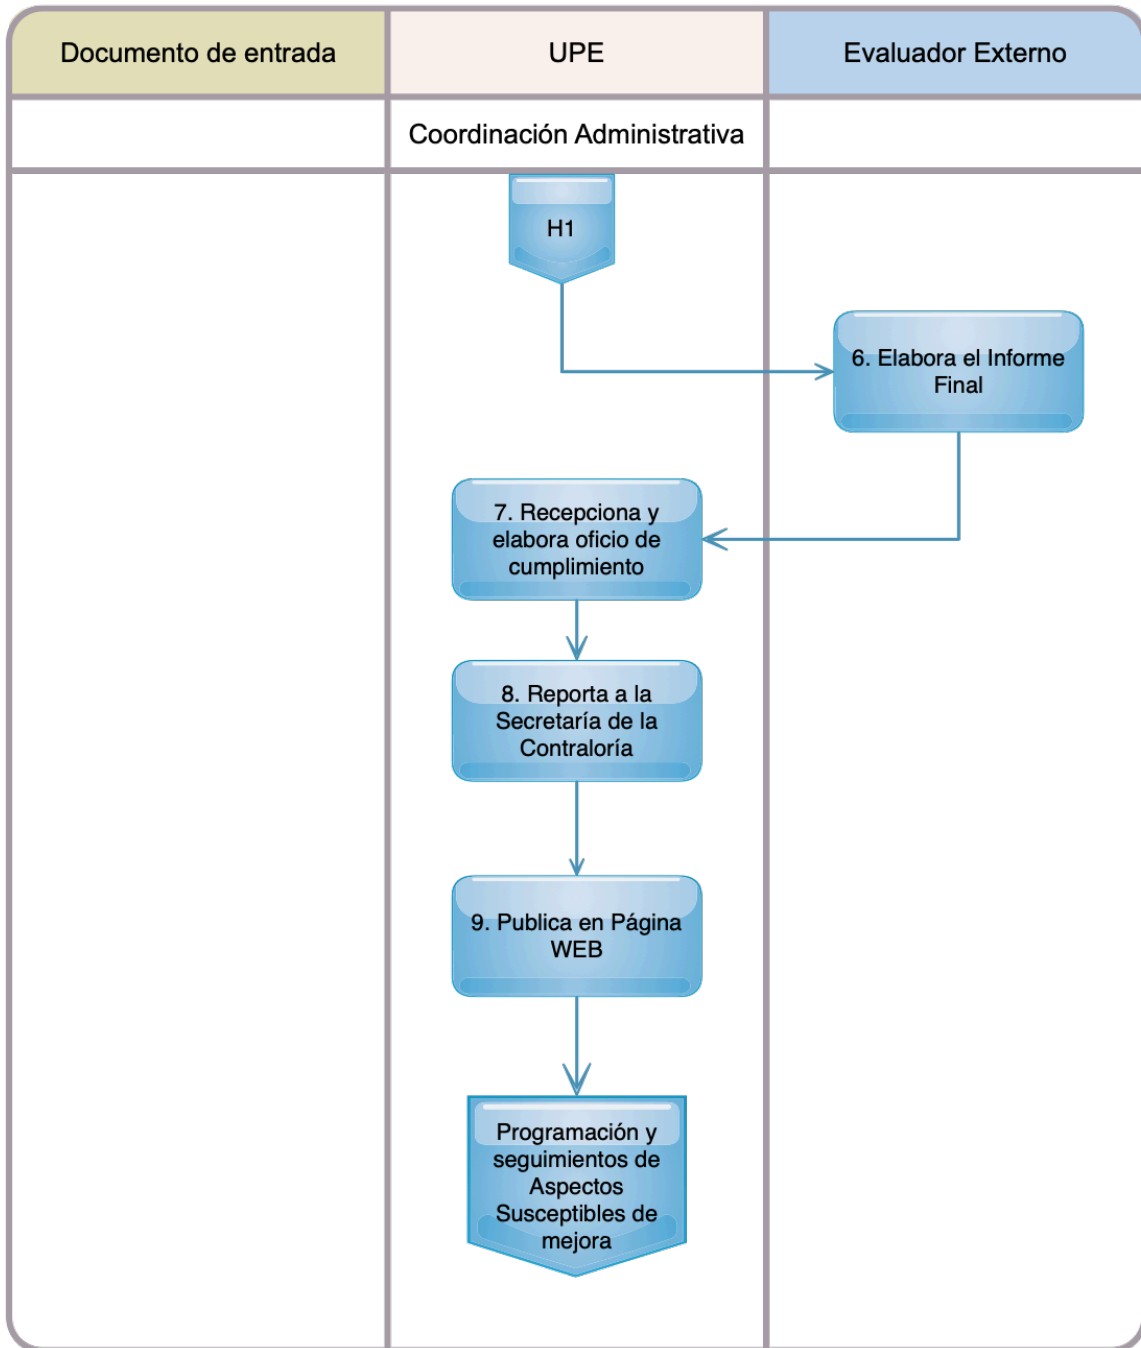 Documento de entrada
UPE
Evaluador Externo
Coordinación Administrativa
H1
6. Elabora el Informe
Final
7. Recepciona y
elabora oficio de
cumplimiento
8. Reporta a la
Secretaría de la
Contraloría
9. Publica en Página
WEB
Programación y
seguimientos de
Aspectos
Susceptibles de
mejora